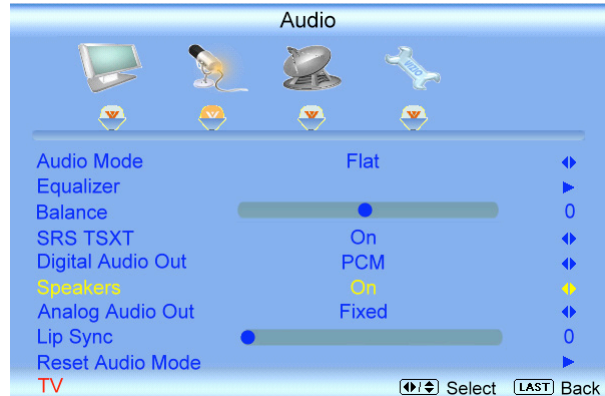 Audio
Audio Mode Flat
Equalizer
Balance 0
SRS TSXT On
Digital Audio Out PCM
Speakers On
Analog Audio Out Fixed
Lip Sync 0
Reset Audio Mode
TV Select LAST Back